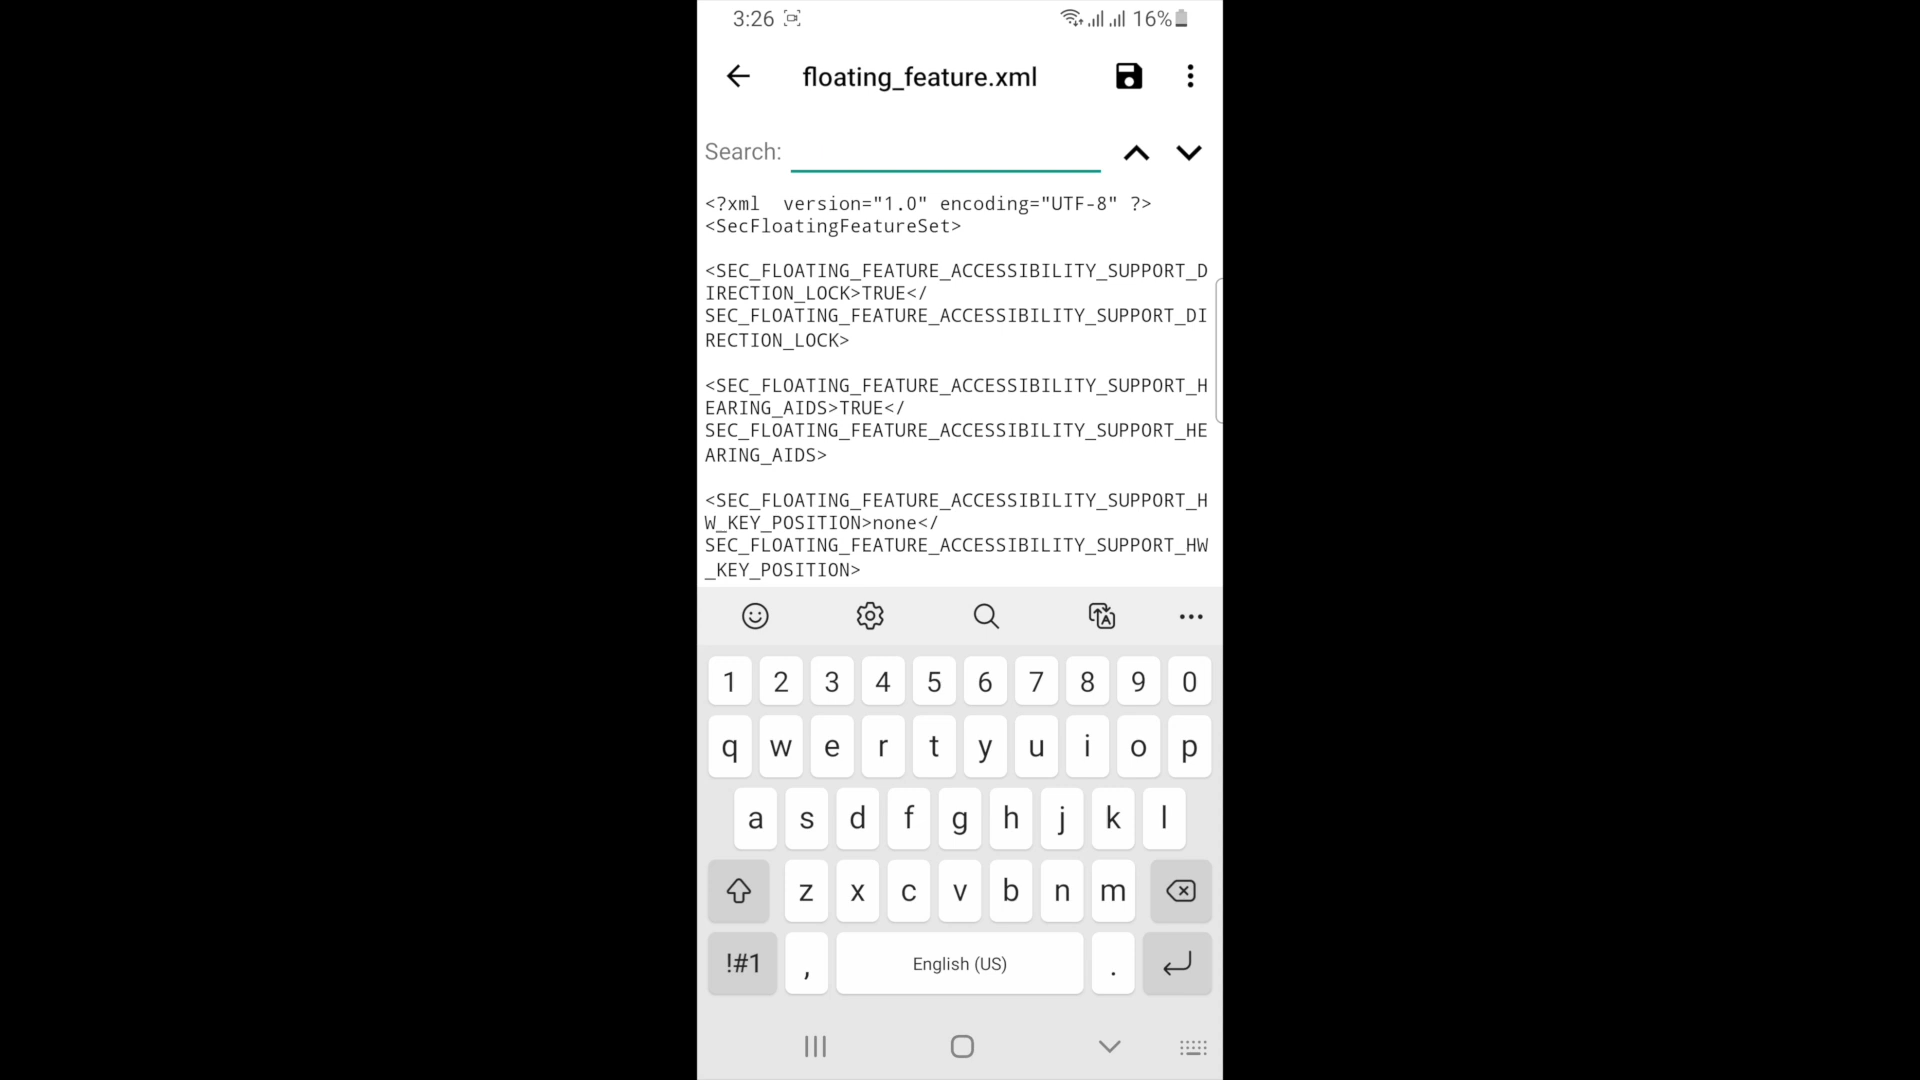 3:26 16%
floating_feature.xml
Search:
<?xml  version="1.0" encoding="UTF-8" ?>
<SecFloatingFeatureSet>
<SEC_FLOATING_FEATURE_ACCESSIBILITY_SUPPORT_D
IRECTION_LOCK>TRUE</
SEC_FLOATING_FEATURE_ACCESSIBILITY_SUPPORT_DI
RECTION_LOCK>
<SEC_FLOATING_FEATURE_ACCESSIBILITY_SUPPORT_H
EARING_AIDS>TRUE</
SEC_FLOATING_FEATURE_ACCESSIBILITY_SUPPORT_HE
ARING_AIDS>
<SEC_FLOATING_FEATURE_ACCESSIBILITY_SUPPORT_H
W_KEY_POSITION>none</
SEC_FLOATING_FEATURE_ACCESSIBILITY_SUPPORT_HW
_KEY_POSITION>
1 2 3 4 5 6 7 8 9 0
q w e r t y u i o p
a s d f g h j k l
z x c v b n m
!#1 , English (US) .